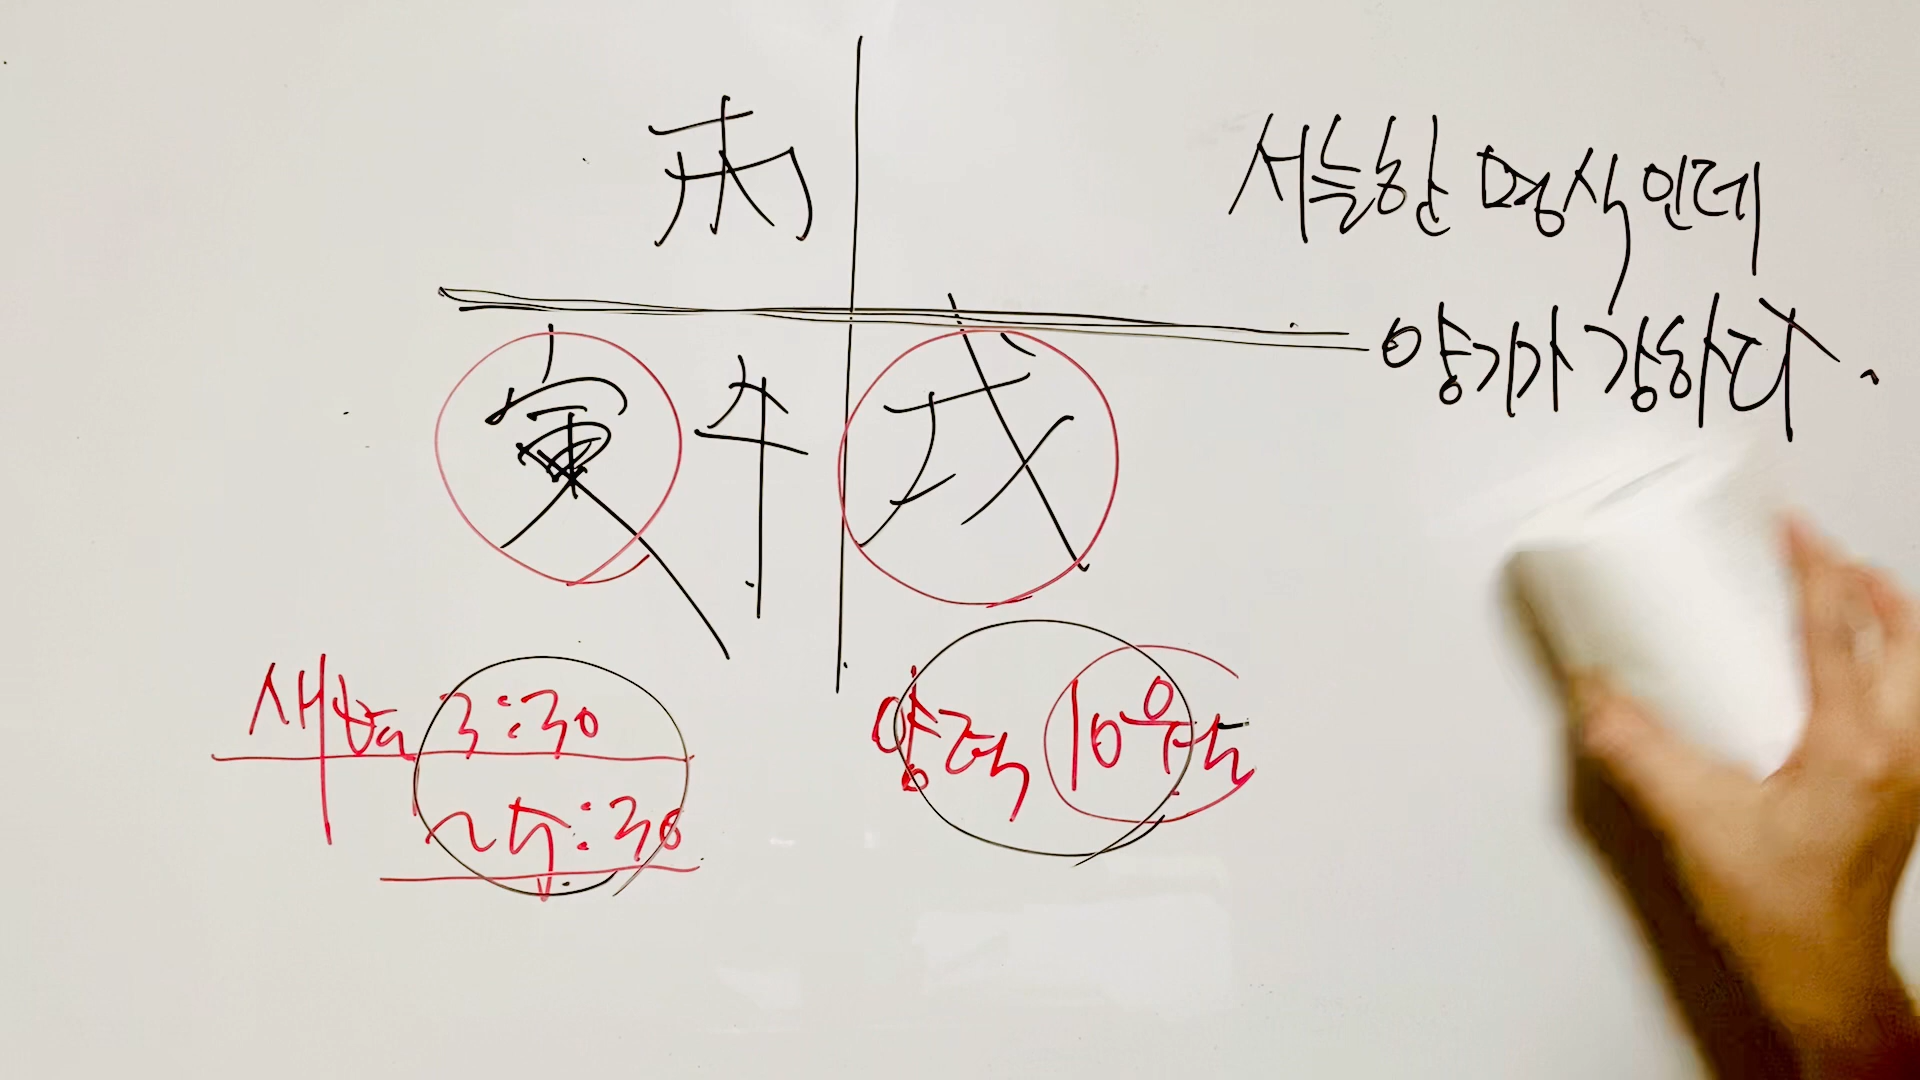 丙
서늘한 명식인데
양기가 강하다.
寅 午 戌
새벽 3:30
~5:30
양력 10月